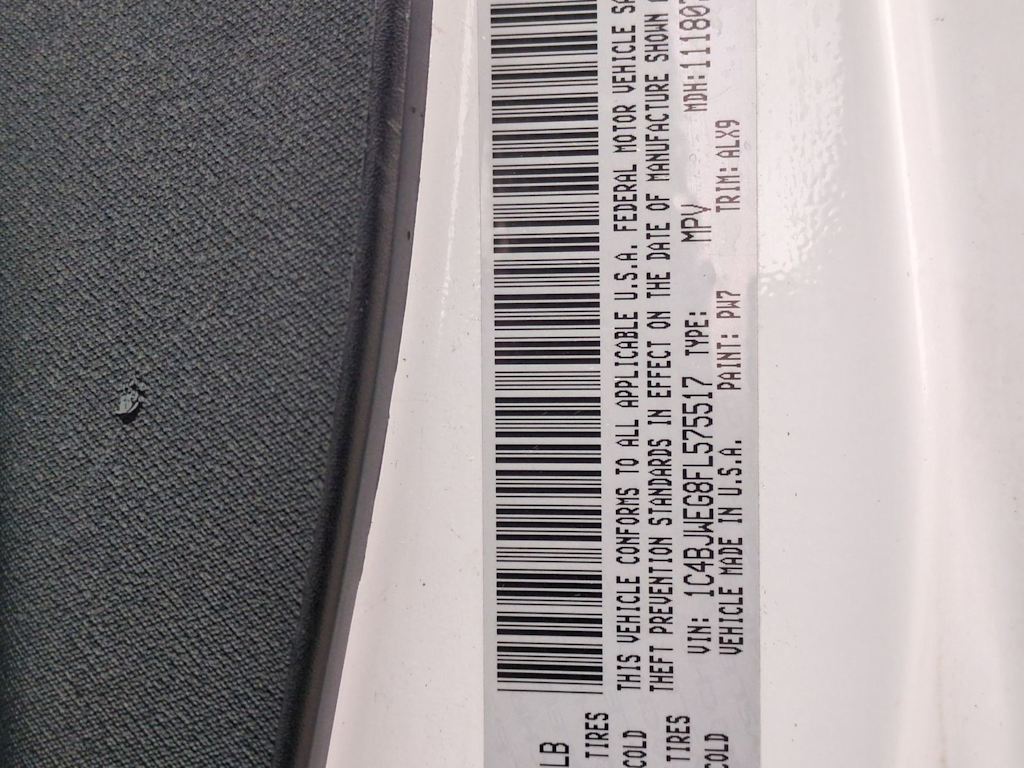 LB
TIRES
COLD
TIRES
COLD
THIS VEHICLE CONFORMS TO ALL APPLICABLE U.S.A. FEDERAL MOTOR VEHICLE
THEFT PREVENTION STANDARDS IN EFFECT ON THE DATE OF MANUFACTURE SHOWN
VIN: 1C4BJWEG8FL575517 TYPE: MPV MDH:111807
VEHICLE MADE IN U.S.A. PAINT: PW7 TRIM:ALX9